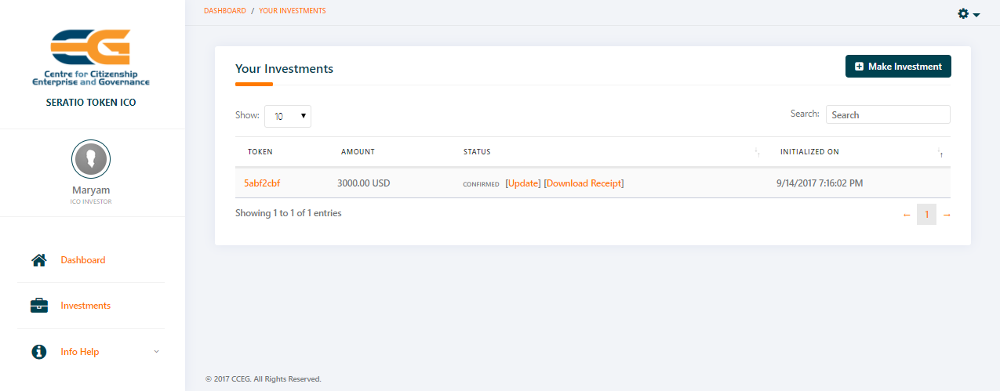 DASHBOARD / YOUR INVESTMENTS
CG
Centre for Citizenship
Enterprise and Governance
SERATIO TOKEN ICO
Maryam
ICO INVESTOR
Dashboard
Investments
Info Help
Your Investments
Make Investment
Show: 10
Search: Search
TOKEN AMOUNT STATUS INITIALIZED ON
5abf2cbf 3000.00 USD CONFIRMED [Update] [Download Receipt] 9/14/2017 7:16:02 PM
Showing 1 to 1 of 1 entries
← 1 →
© 2017 CCEG. All Rights Reserved.